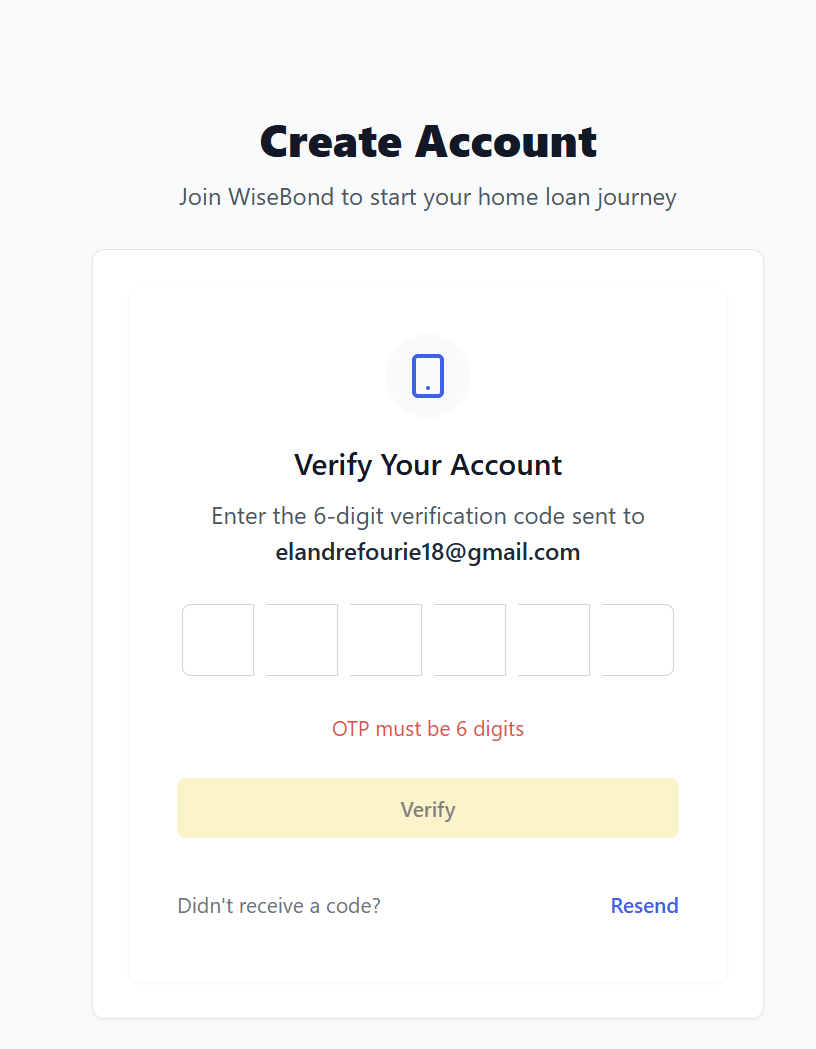 Create Account
Join WiseBond to start your home loan journey
Verify Your Account
Enter the 6-digit verification code sent to
elandrefourie18@gmail.com
OTP must be 6 digits
Verify
Didn't receive a code?
Resend